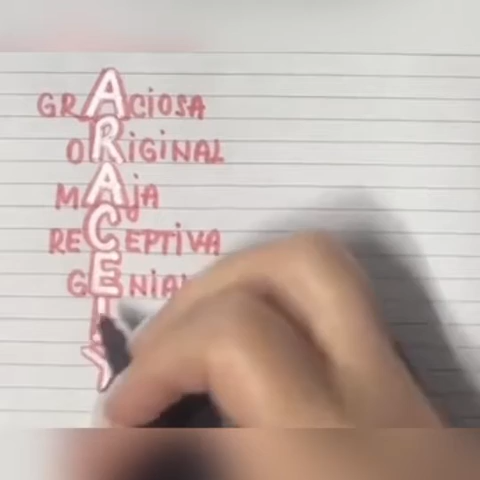 GRACiOSA
ORiGiNAL
MAjA
RECEPTiVA
GENiAL